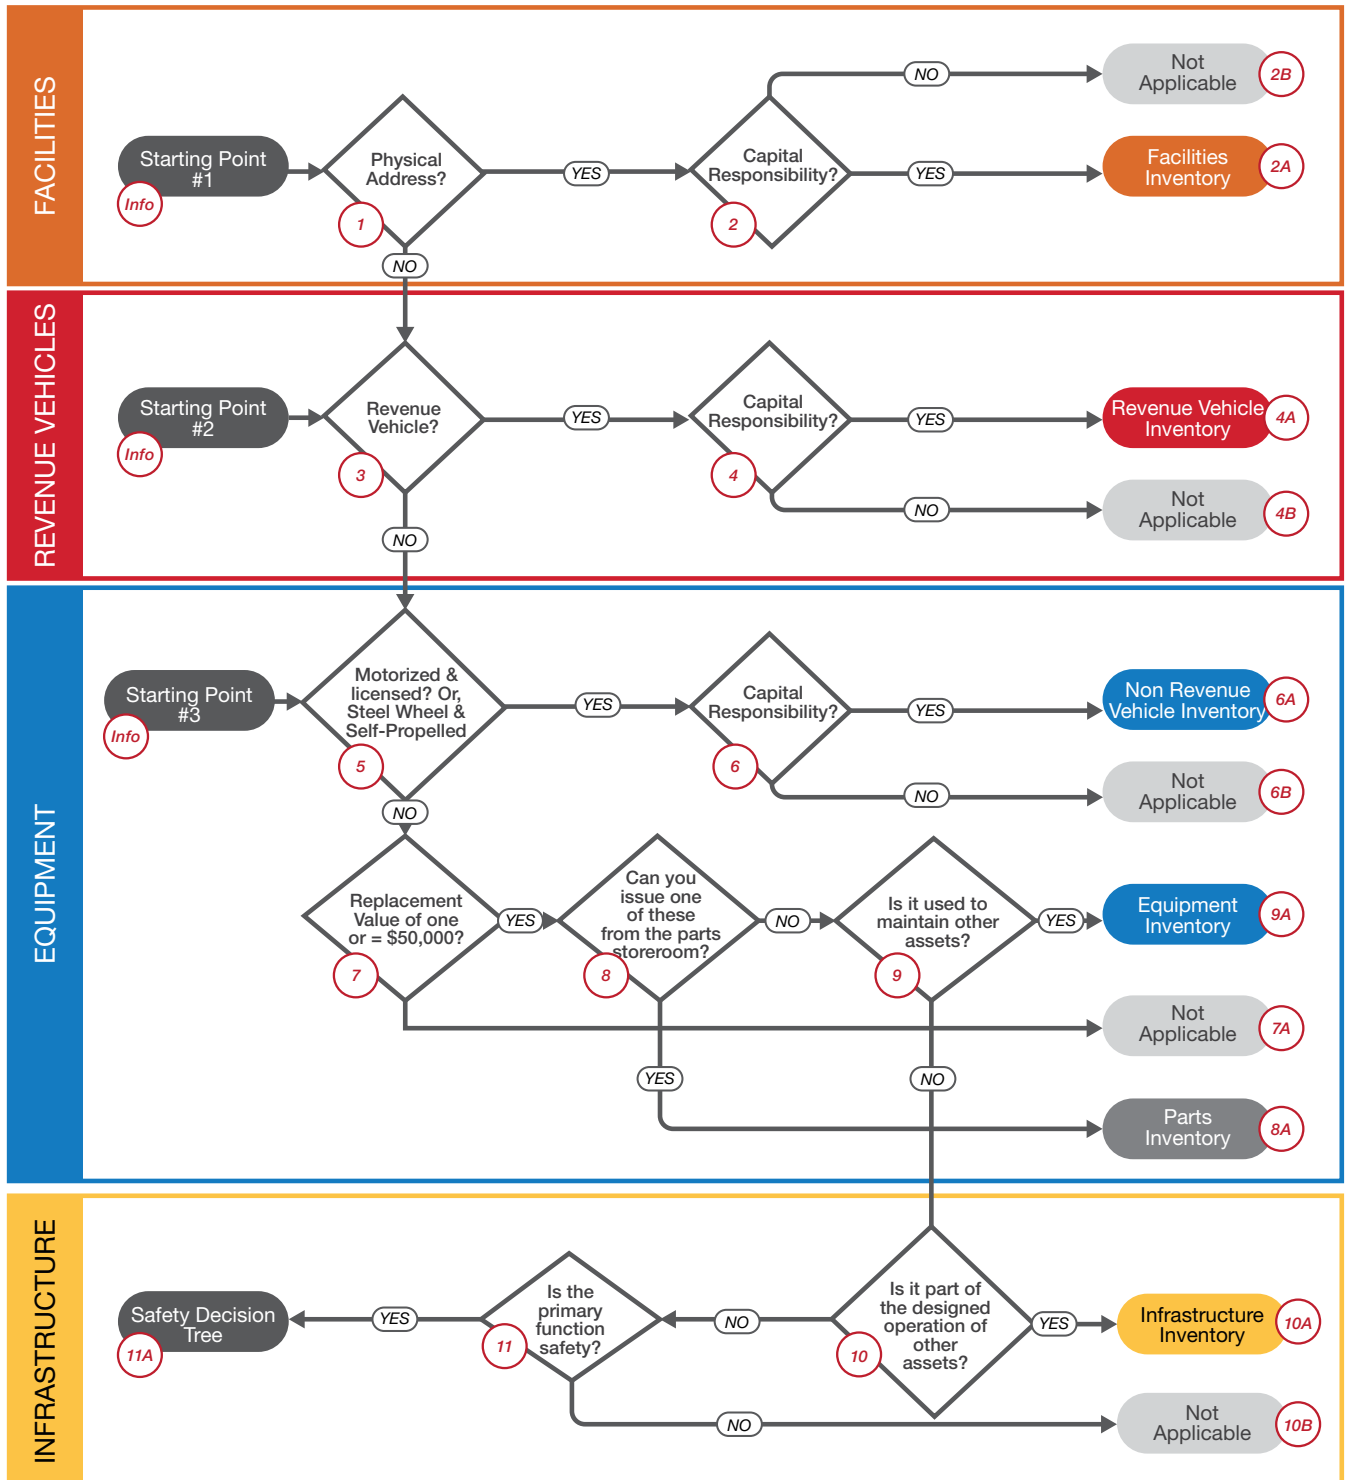 FACILITIES
Starting Point
#1
Info
Physical
Address?
1
YES
NO
Capital
Responsibility?
2
NO
Not
Applicable
2B
YES
Facilities
Inventory
2A
REVENUE VEHICLES
Starting Point
#2
Info
Revenue
Vehicle?
3
YES
NO
Capital
Responsibility?
4
YES
Revenue Vehicle
Inventory
4A
NO
Not
Applicable
4B
EQUIPMENT
Starting Point
#3
Info
Motorized &
licensed? Or,
Steel Wheel &
Self-Propelled
5
YES
NO
Capital
Responsibility?
6
YES
Non Revenue
Vehicle Inventory
6A
NO
Not
Applicable
6B
Replacement
Value of one
or = $50,000?
7
YES
Can you
issue one
of these
from the parts
storeroom?
8
NO
Is it used to
maintain other
assets?
9
YES
Equipment
Inventory
9A
Not
Applicable
7A
YES
NO
Parts
Inventory
8A
INFRASTRUCTURE
Safety Decision
Tree
11A
YES
Is the
primary
function
safety?
11
NO
Is it part of
the designed
operation of
other
assets?
10
YES
Infrastructure
Inventory
10A
NO
Not
Applicable
10B